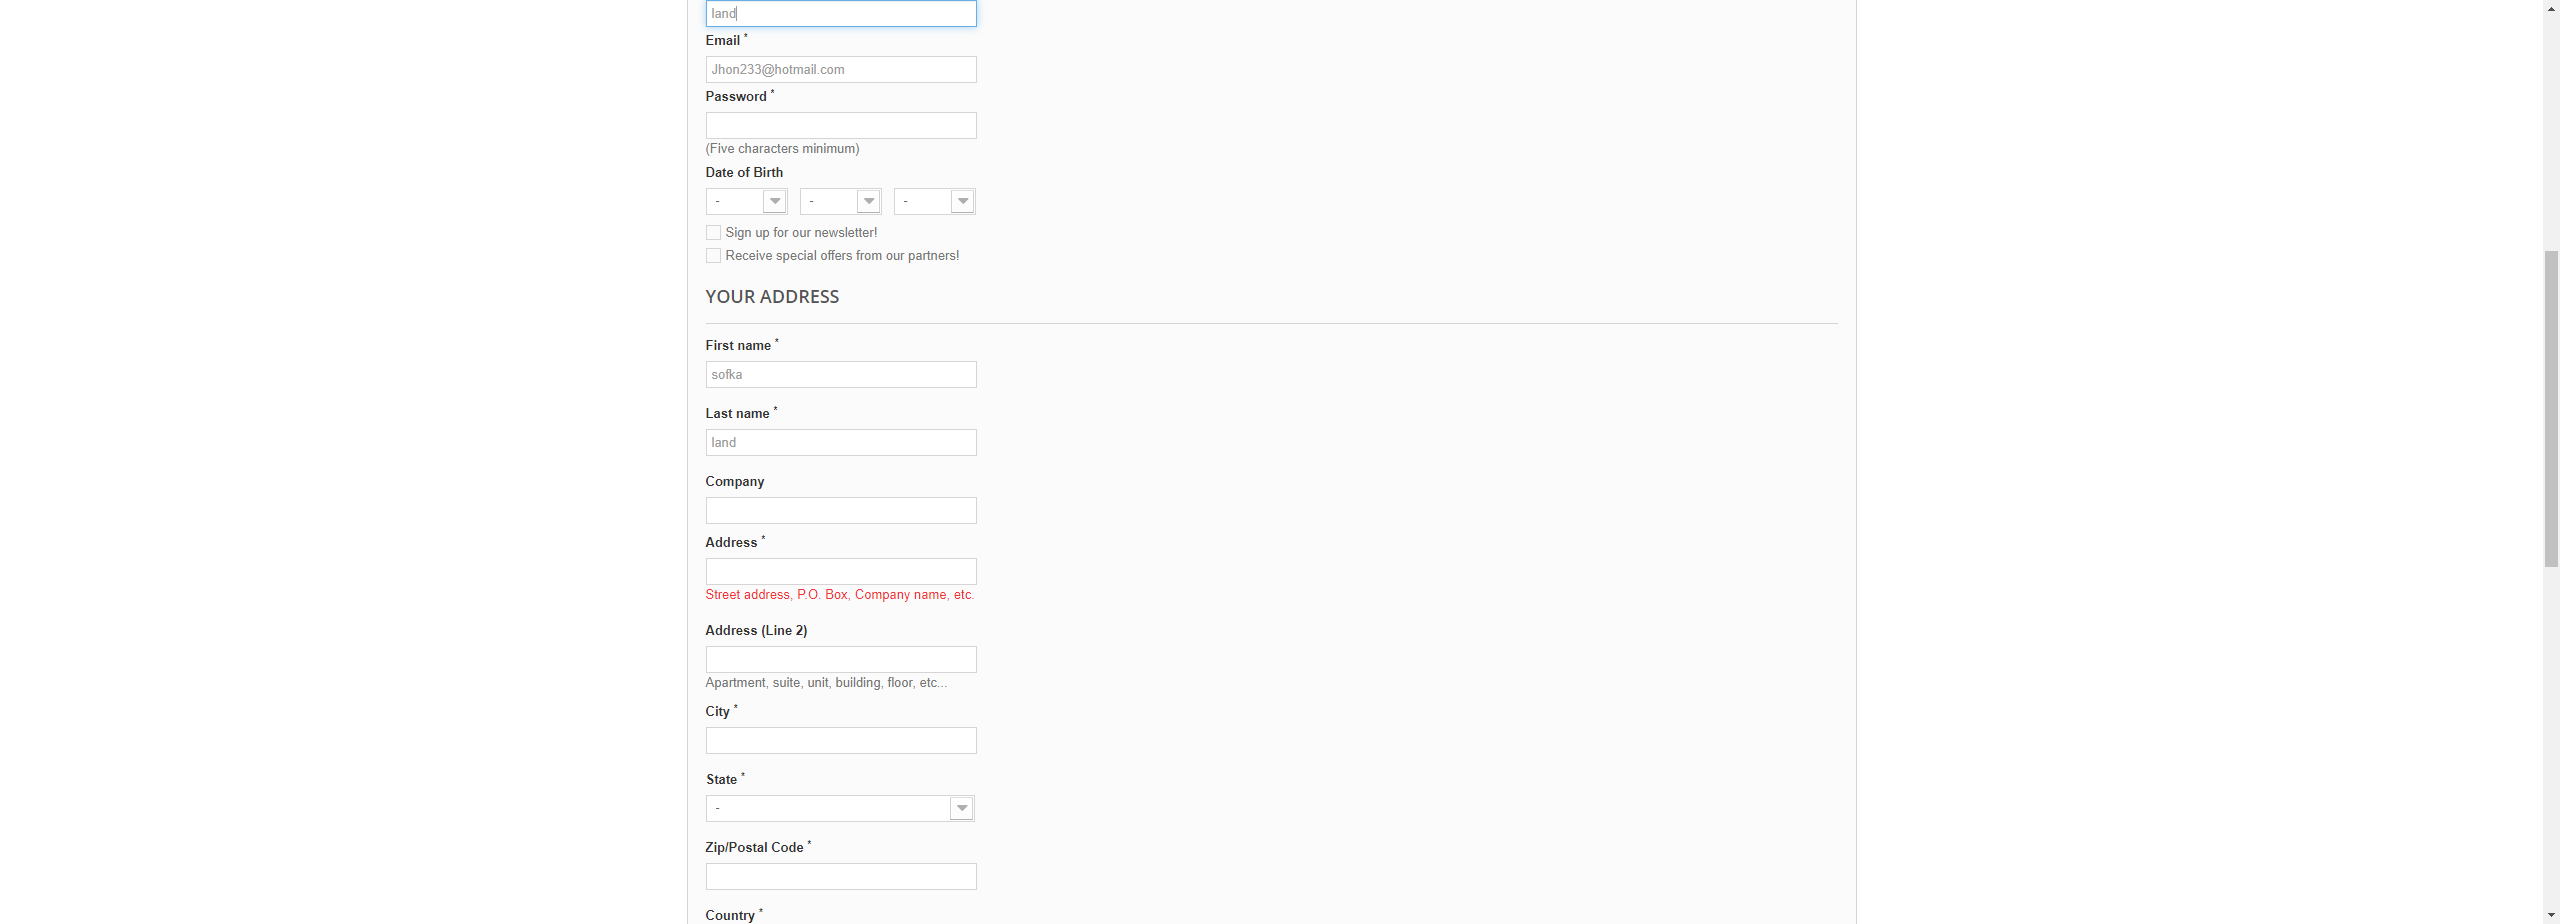 land
Email *
Jhon233@hotmail.com
Password *
(Five characters minimum)
Date of Birth
- - -
Sign up for our newsletter!
Receive special offers from our partners!
YOUR ADDRESS
First name *
sofka
Last name *
land
Company
Address *
Street address, P.O. Box, Company name, etc.
Address (Line 2)
Apartment, suite, unit, building, floor, etc...
City *
State *
-
Zip/Postal Code *
Country *